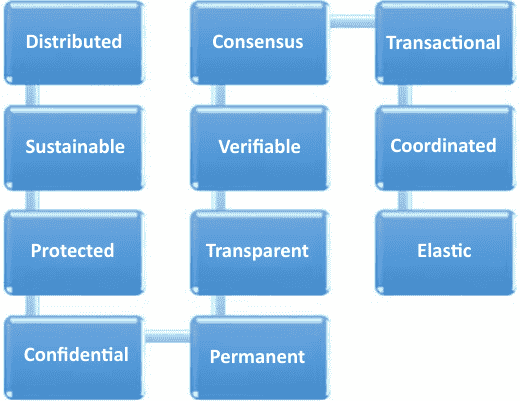 Distributed
Sustainable
Protected
Confidential
Permanent
Transparent
Verifiable
Consensus
Transactional
Coordinated
Elastic